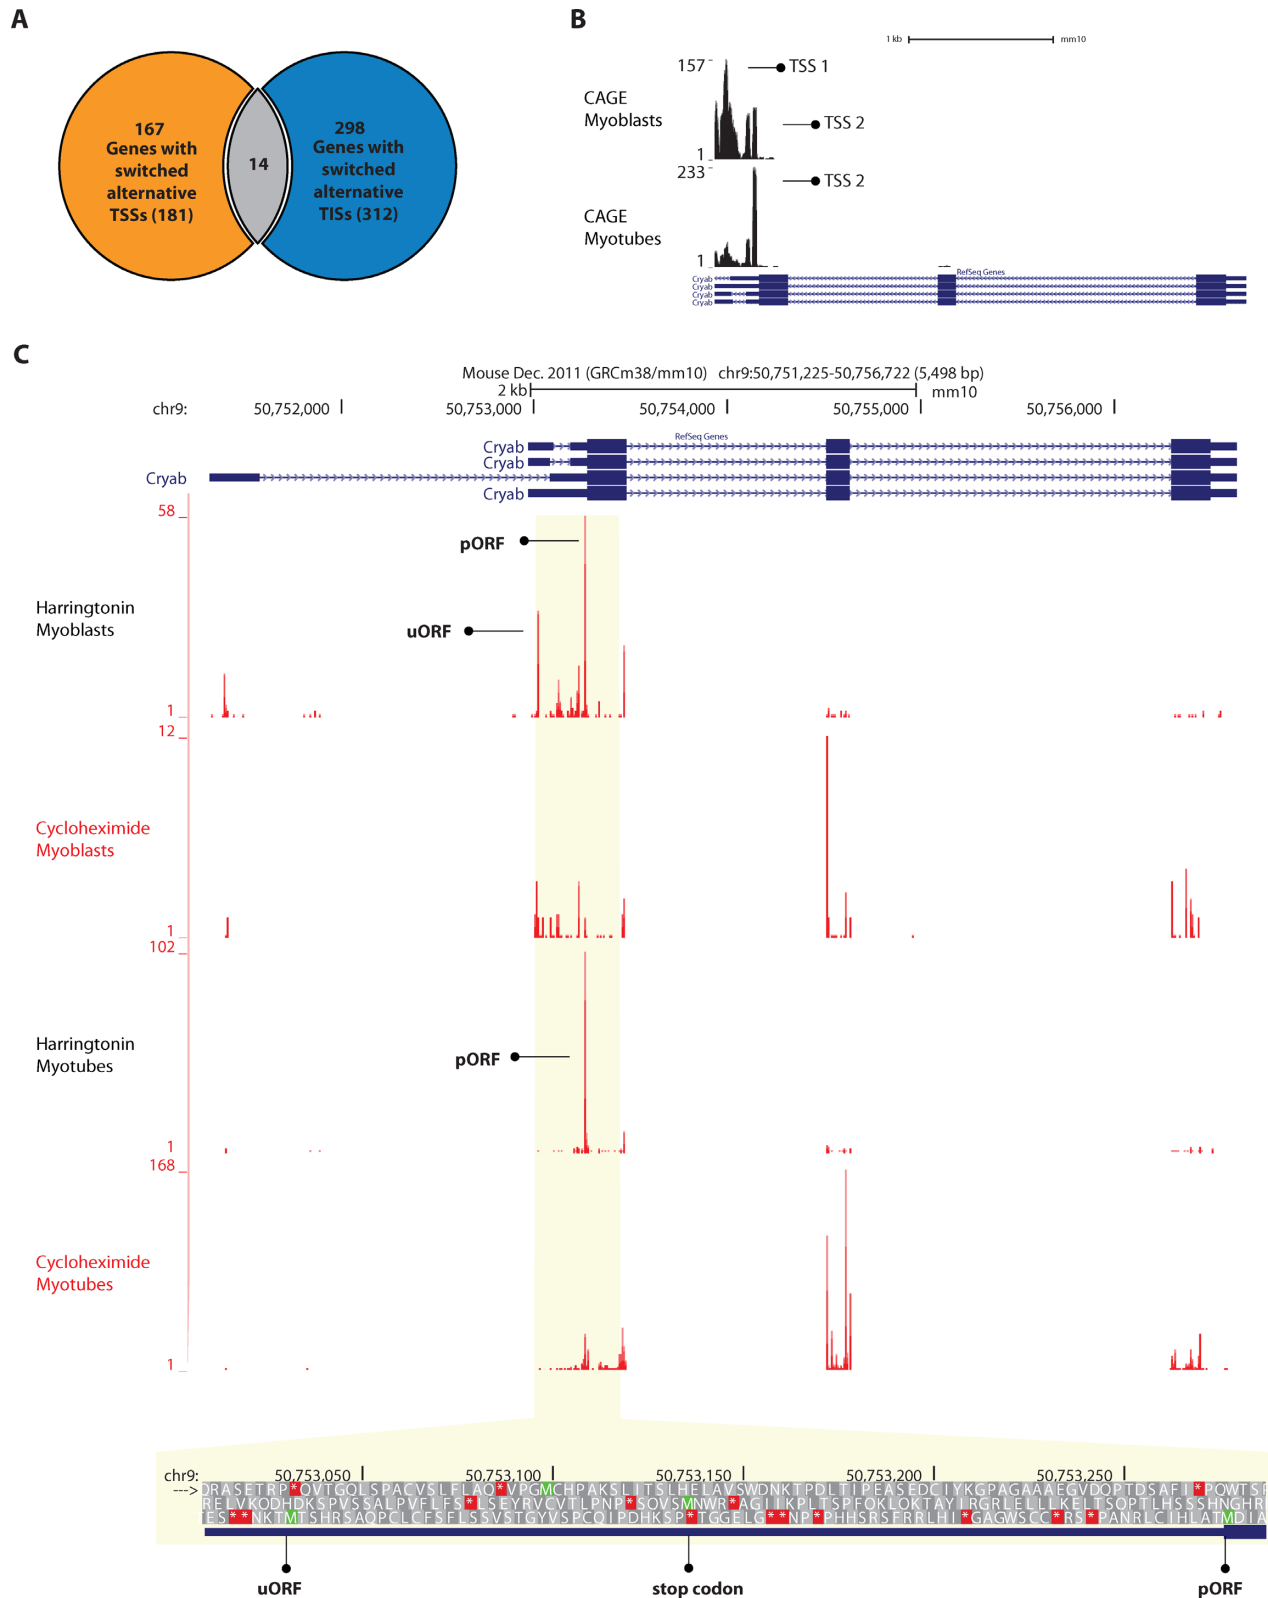 A
167
Genes with
switched
alternative
TSSs (181)
14
298
Genes with
switched
alternative
TISs (312)
B
1 kb
mm10
157
TSS 1
CAGE
Myoblasts
TSS 2
1
233
TSS 2
CAGE
Myotubes
1
RefSeq Genes
Cryab
Cryab
Cryab
Cryab
C
Mouse Dec. 2011 (GRCm38/mm10) chr9:50,751,225-50,756,722 (5,498 bp)
2 kb
mm10
chr9:
50,752,000
50,753,000
50,754,000
50,755,000
50,756,000
RefSeq Genes
Cryab
Cryab
Cryab
Cryab
58
pORF
Harringtonin
Myoblasts
uORF
1
12
Cycloheximide
Myoblasts
1
102
Harringtonin
Myotubes
pORF
1
168
Cycloheximide
Myotubes
1
chr9:
50,753,050
50,753,100
50,753,150
50,753,200
50,753,250
--->
uORF
stop codon
pORF